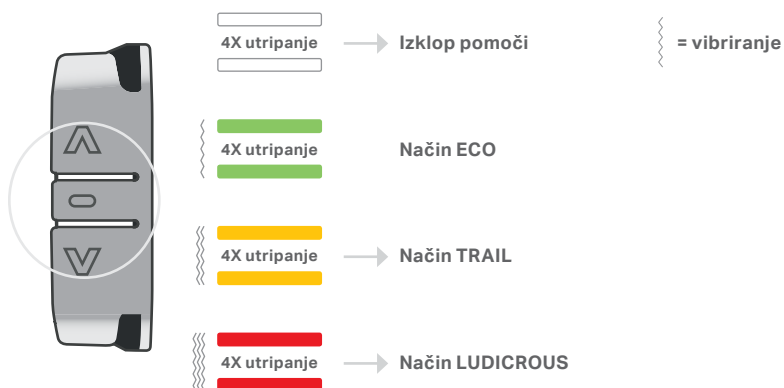 4X utripanje Izklop pomoči = vibriranje
4X utripanje Način ECO
4X utripanje Način TRAIL
4X utripanje Način LUDICROUS